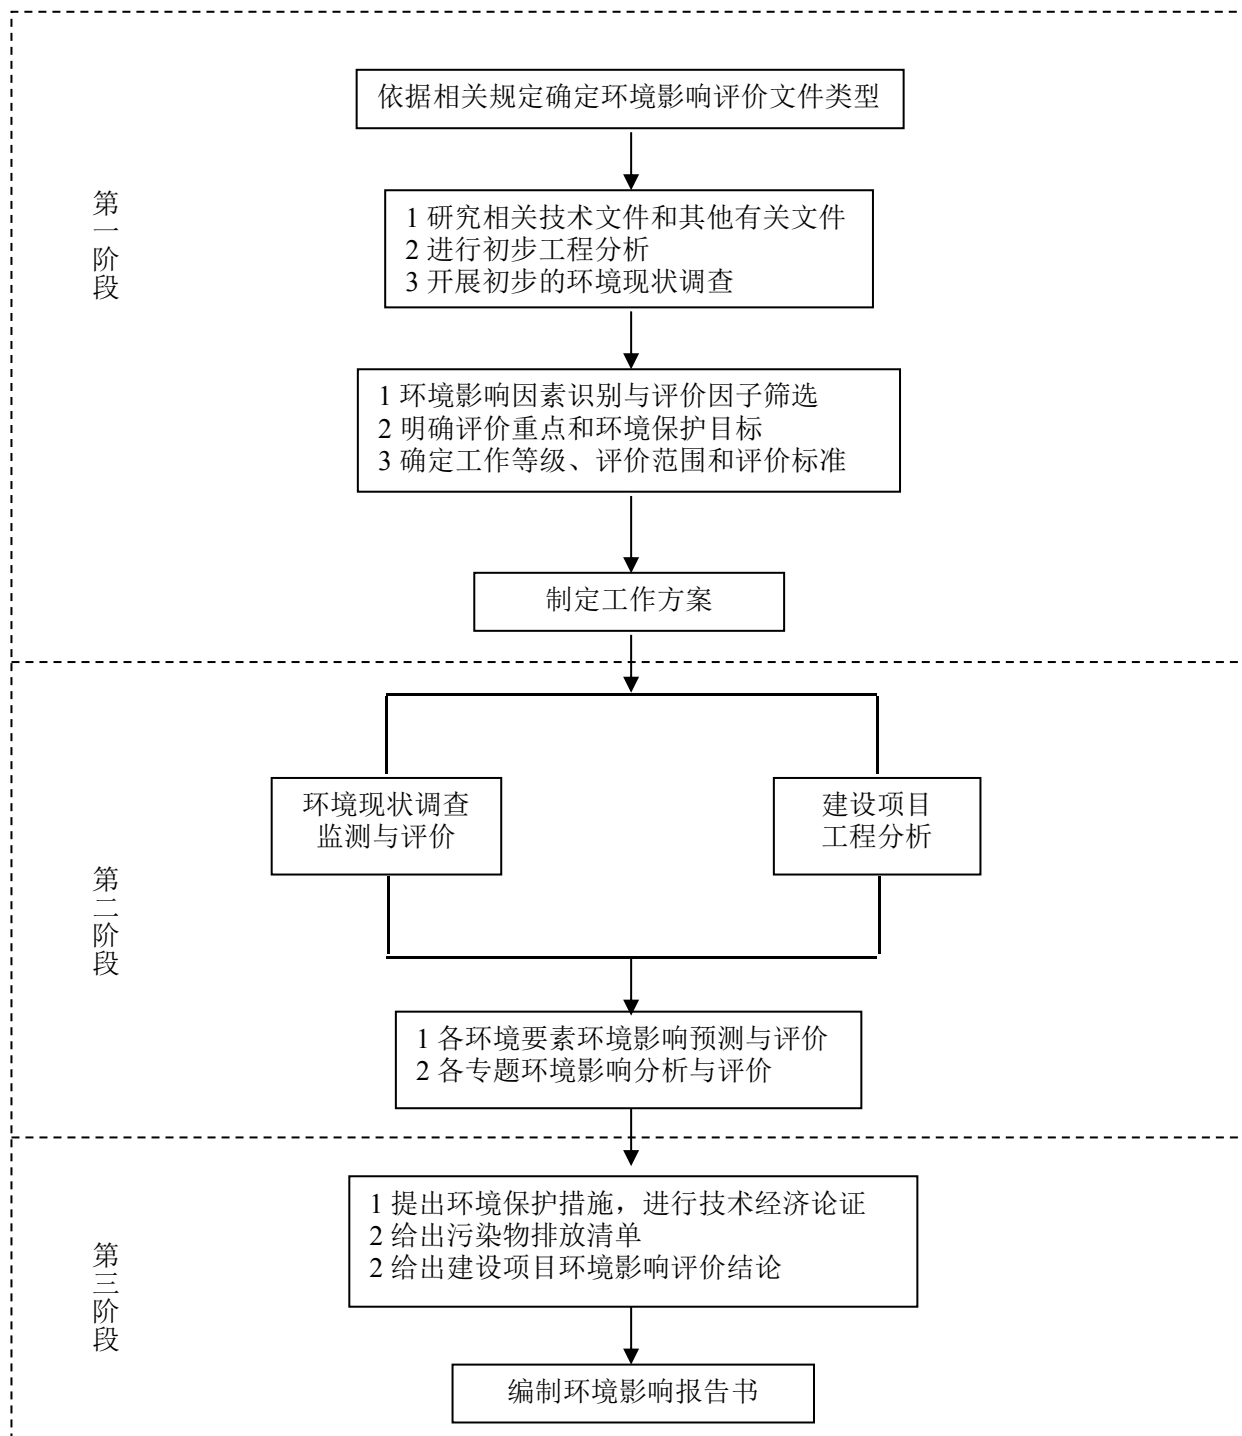 依据相关规定确定环境影响评价文件类型
第一阶段
1 研究相关技术文件和其他有关文件
2 进行初步工程分析
3 开展初步的环境现状调查
1 环境影响因素识别与评价因子筛选
2 明确评价重点和环境保护目标
3 确定工作等级、评价范围和评价标准
制定工作方案
第二阶段
环境现状调查
监测与评价
建设项目
工程分析
1 各环境要素环境影响预测与评价
2 各专题环境影响分析与评价
第三阶段
1 提出环境保护措施，进行技术经济论证
2 给出污染物排放清单
2 给出建设项目环境影响评价结论
编制环境影响报告书